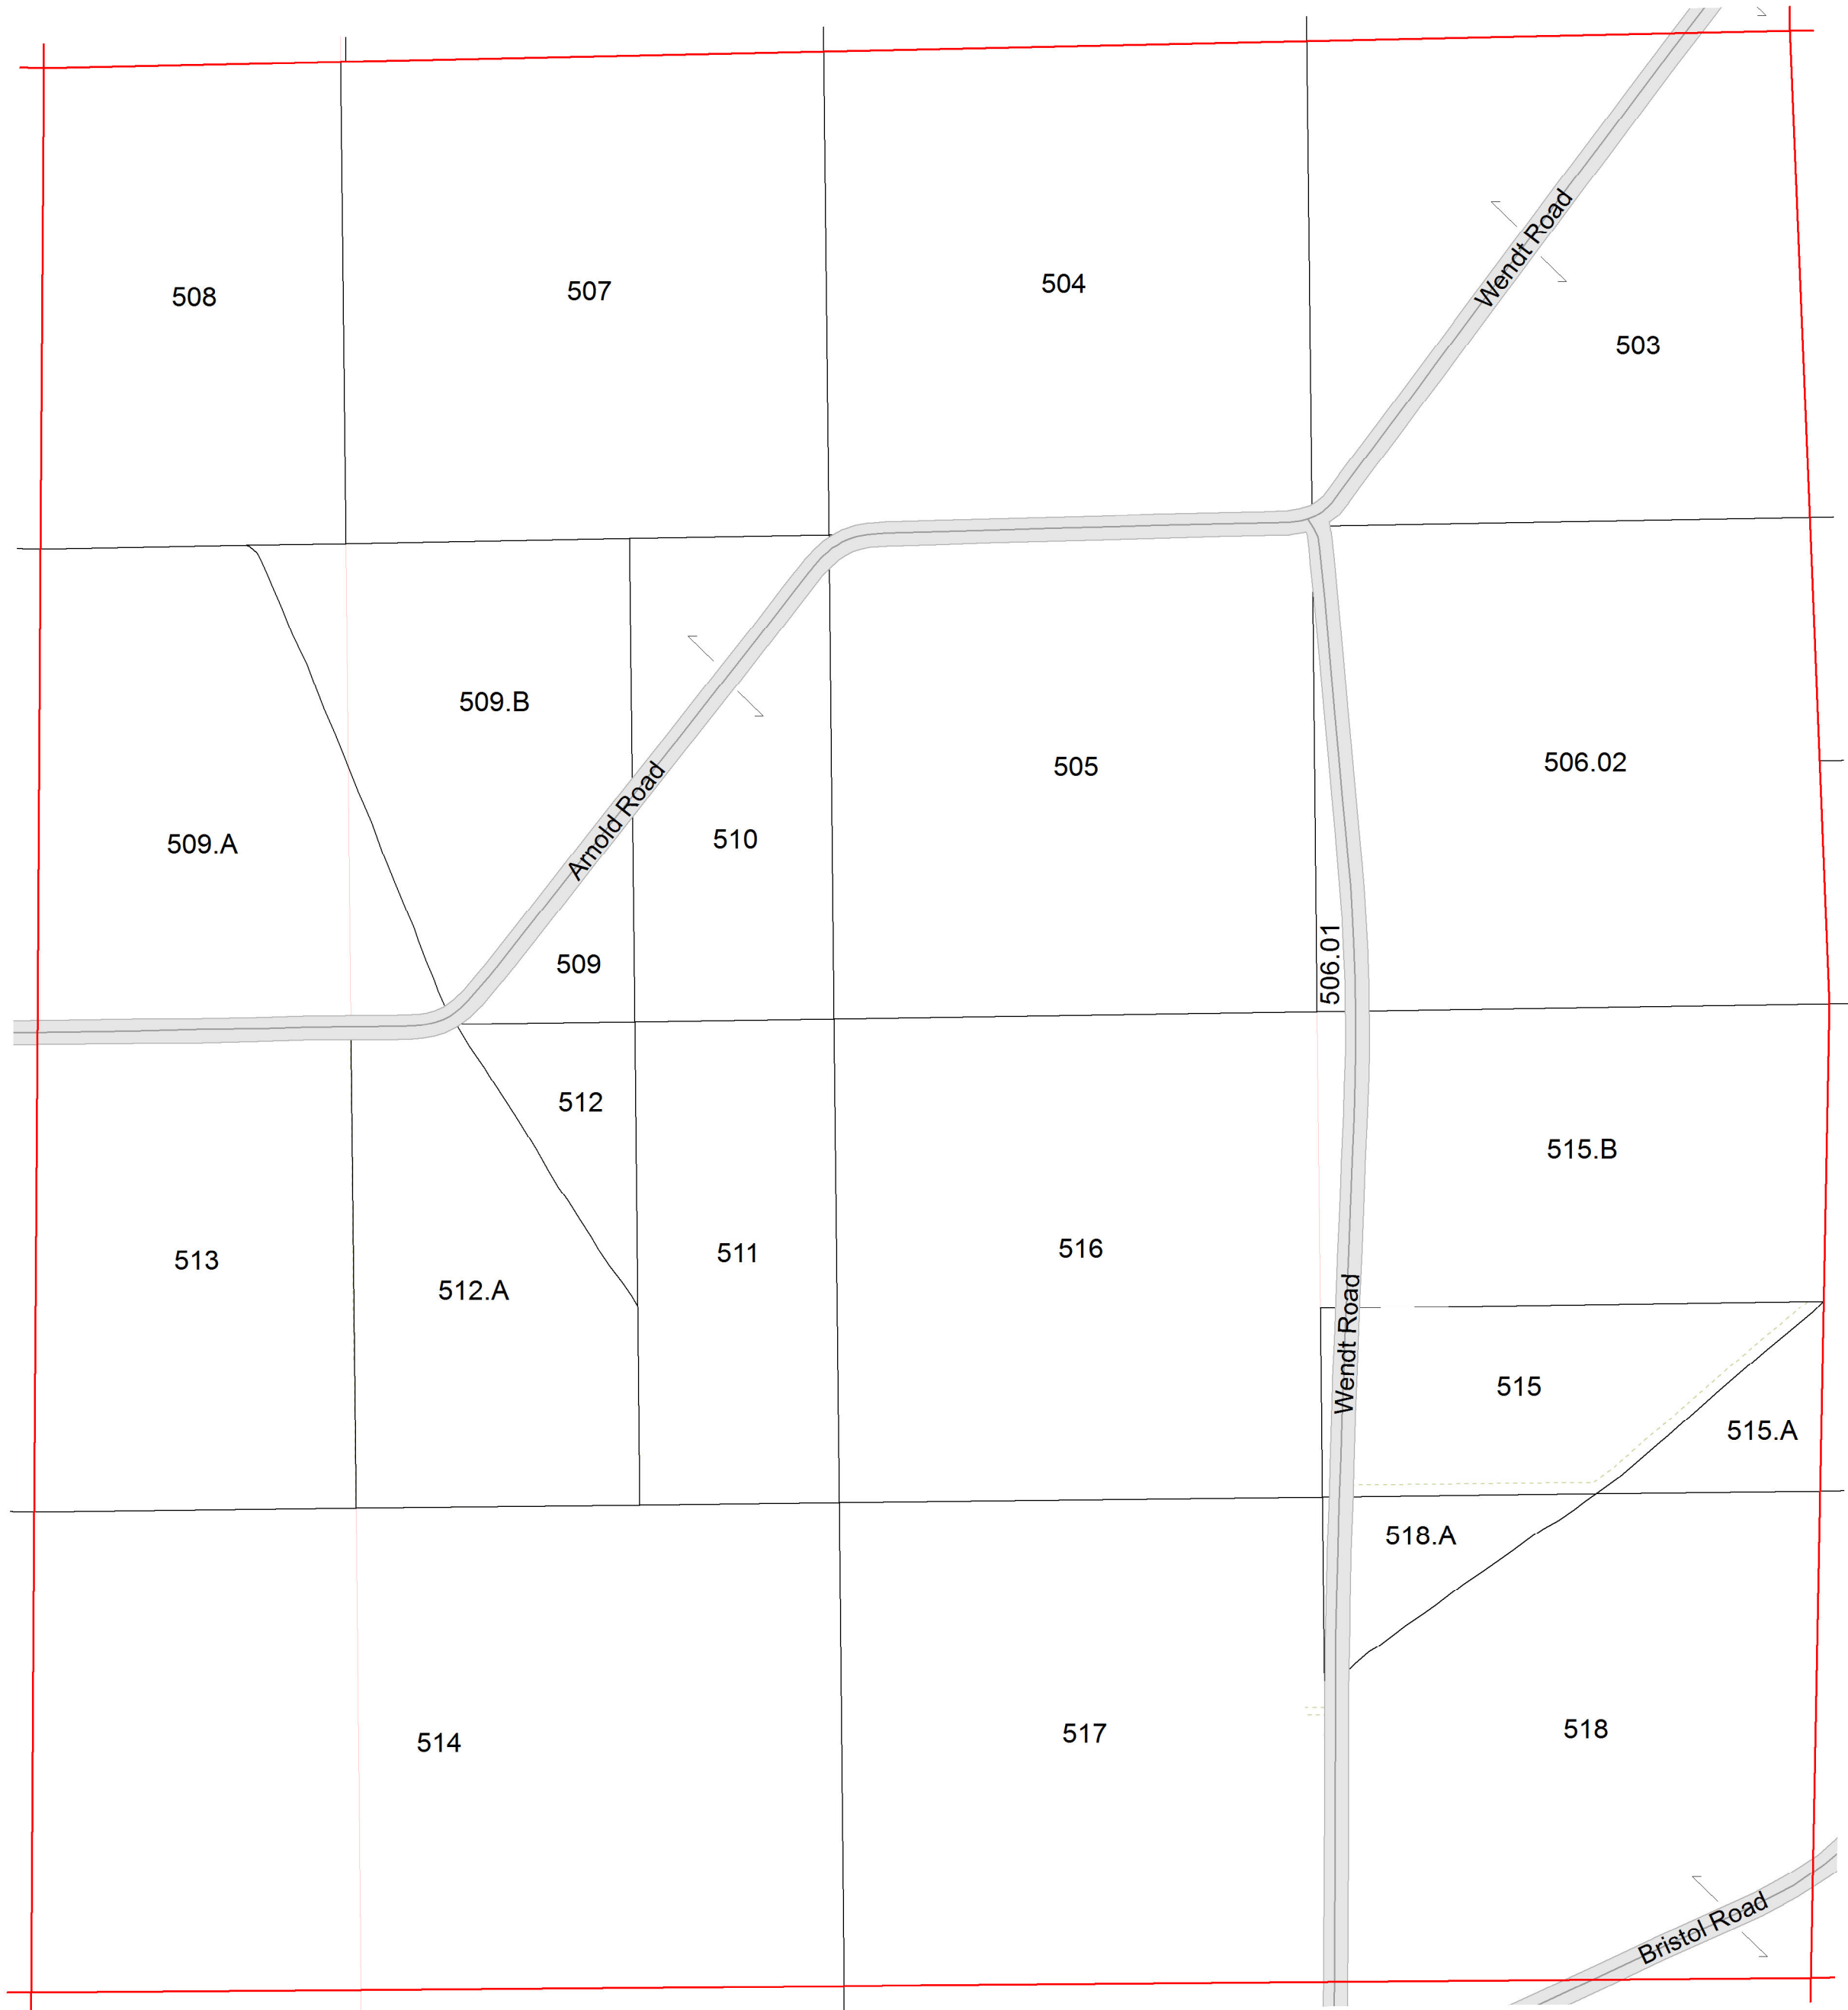 Wendt Road
508
507
504
503
509.B
505
506.02
509.A
Arnold Road
510
509
506.01
512
515.B
513
512.A
511
516
Wendt Road
515
515.A
518.A
514
517
518
Bristol Road